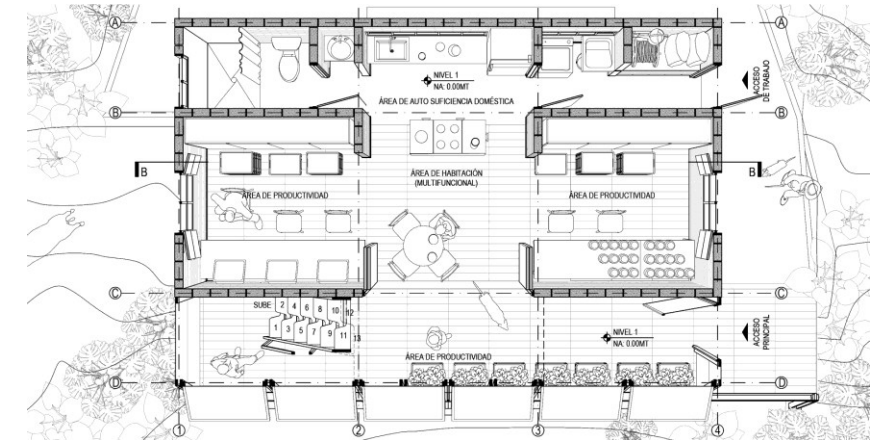 A
A
NIVEL 1
NA: 0.00MT
ÁREA DE AUTO SUFICIENCIA DOMÉSTICA
ACCESO
DE TRABAJO
B
B
B
B
ÁREA DE HABITACIÓN
(MULTIFUNCIONAL)
ÁREA DE PRODUCTIVIDAD
ÁREA DE PRODUCTIVIDAD
C
C
SUBE
2 4 6 8 10 12
1 3 5 7 9 11 13
NIVEL 1
NA: 0.00MT
ACCESO
PRINCIPAL
ÁREA DE PRODUCTIVIDAD
D
D
1
2
3
4